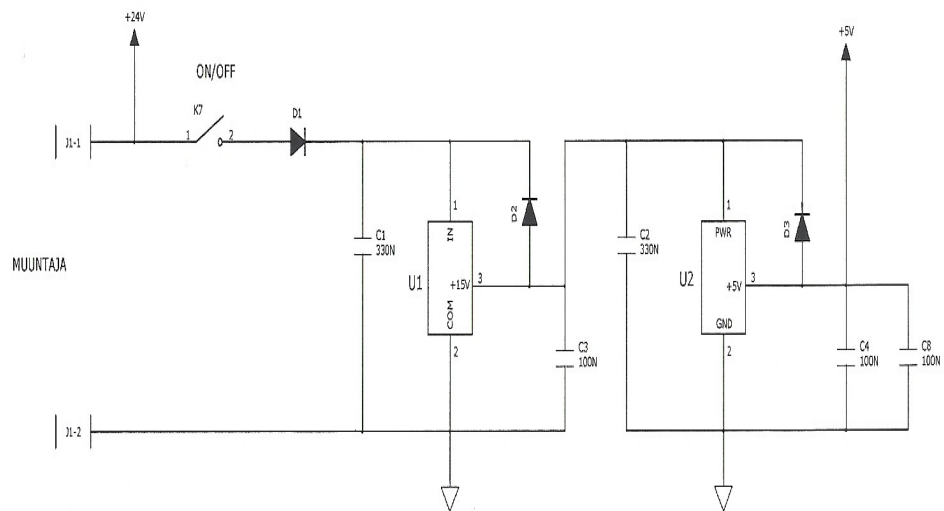 +24V
+5V
ON/OFF
K7
1
2
D1
J1-1
MUUNTAJA
J1-2
C1
330N
1
IN
U1
+15V
3
COM
2
D2
C3
100N
C2
330N
1
PWR
U2
+5V
3
GND
2
D3
C4
100N
C8
100N